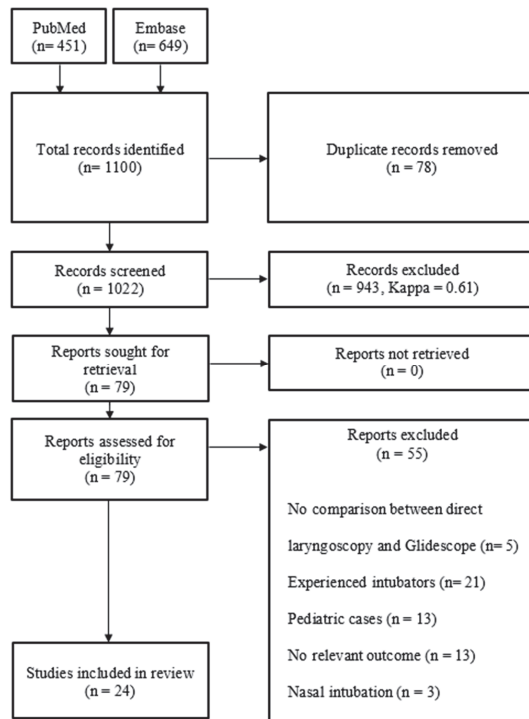 PubMed
(n= 451)
Embase
(n= 649)
Total records identified
(n= 1100)
Duplicate records removed
(n = 78)
Records screened
(n = 1022)
Records excluded
(n = 943, Kappa = 0.61)
Reports sought for
retrieval
(n = 79)
Reports not retrieved
(n = 0)
Reports assessed for
eligibility
(n = 79)
Reports excluded
(n = 55)
No comparison between direct
laryngoscopy and Glidescope (n= 5)
Experienced intubators (n= 21)
Pediatric cases (n = 13)
No relevant outcome (n = 13)
Nasal intubation (n = 3)
Studies included in review
(n = 24)